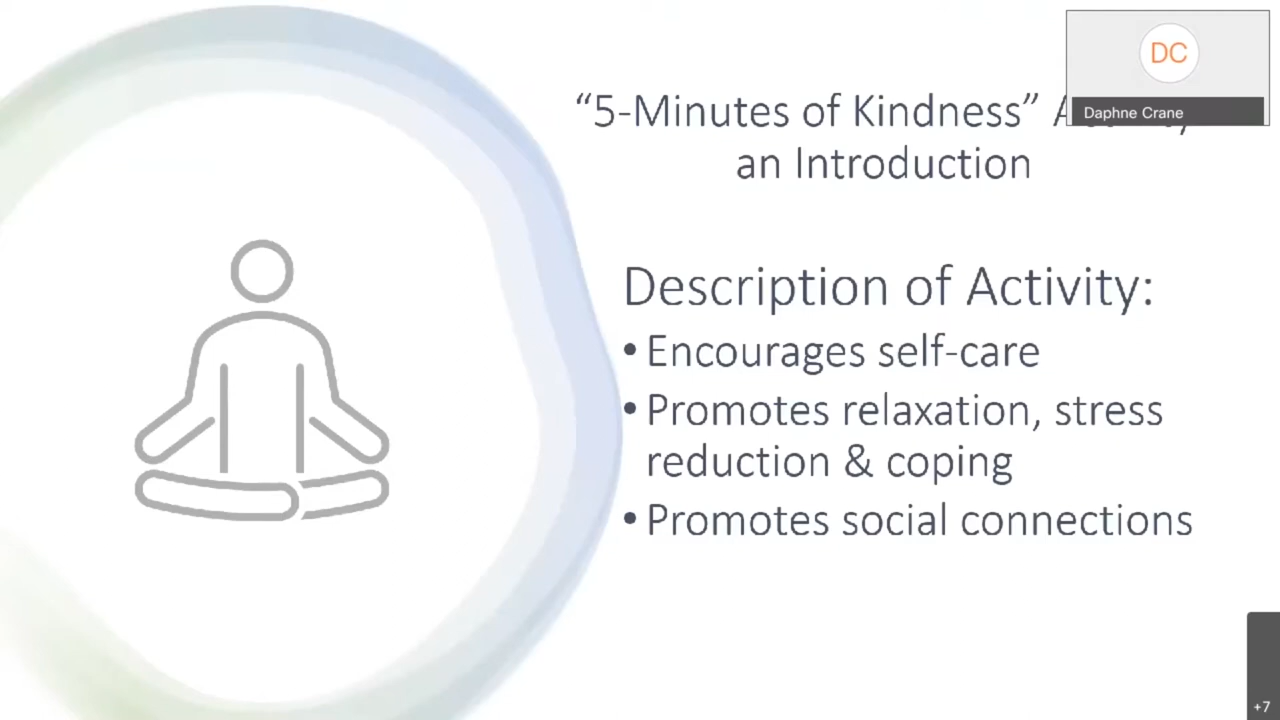 DC
Daphne Crane
“5-Minutes of Kindness”
an Introduction
Description of Activity:
•Encourages self-care
•Promotes relaxation, stress
reduction & coping
•Promotes social connections
+7